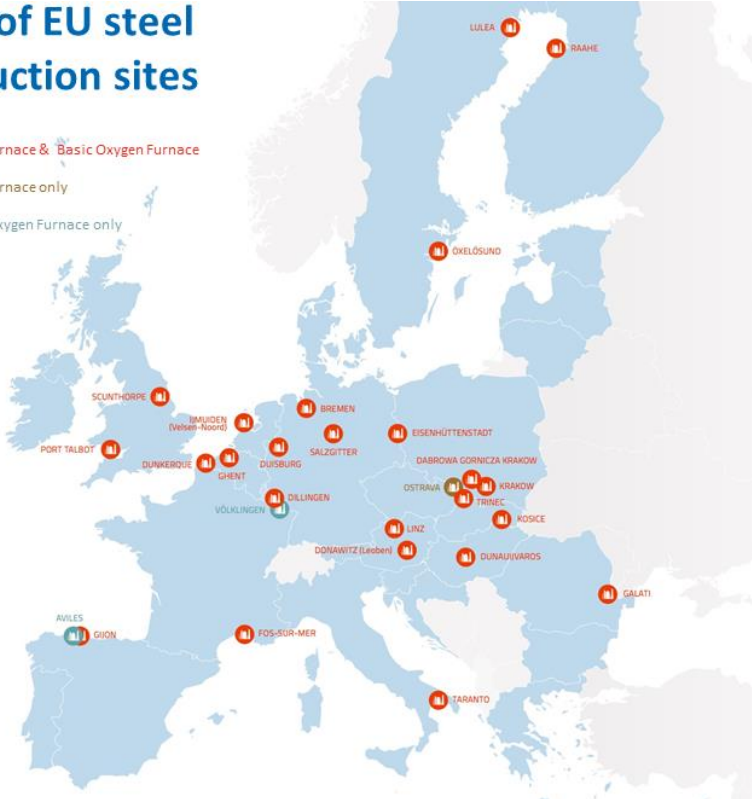 of EU steel
uction sites
rnace & Basic Oxygen Furnace
rnace only
xygen Furnace only
LULEA
RAAHE
OXELÖSUND
SCUNTHORPE
BREMEN
IJMUIDEN
(Velsen-Noord)
EISENHÜTTENSTADT
PORT TALBOT
SALZGITTER
DUNKERQUE
GHENT
DUISBURG
DABROWA GORNICZA KRAKOW
OSTRAVA
KRAKOW
DILLINGEN
TRINEC
VÖLKLINGEN
KOSICE
LINZ
DONAWITZ (Leoben)
DUNAUJVAROS
GALATI
AVILES
GIJON
FOS-SUR-MER
TARANTO